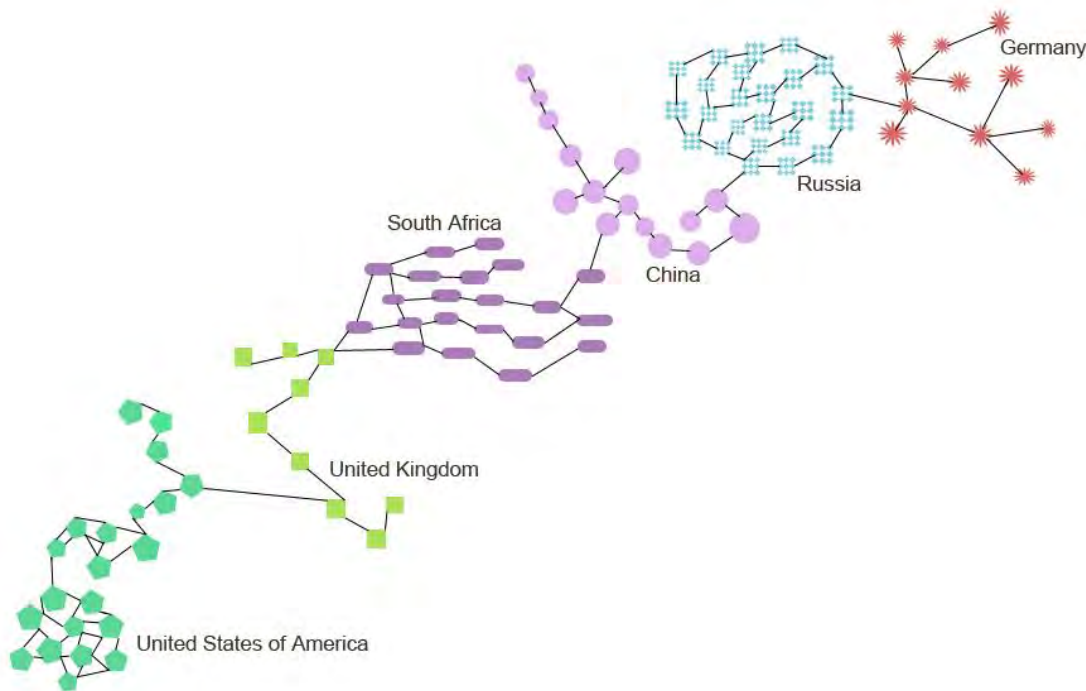 Germany
Russia
South Africa
China
United Kingdom
United States of America